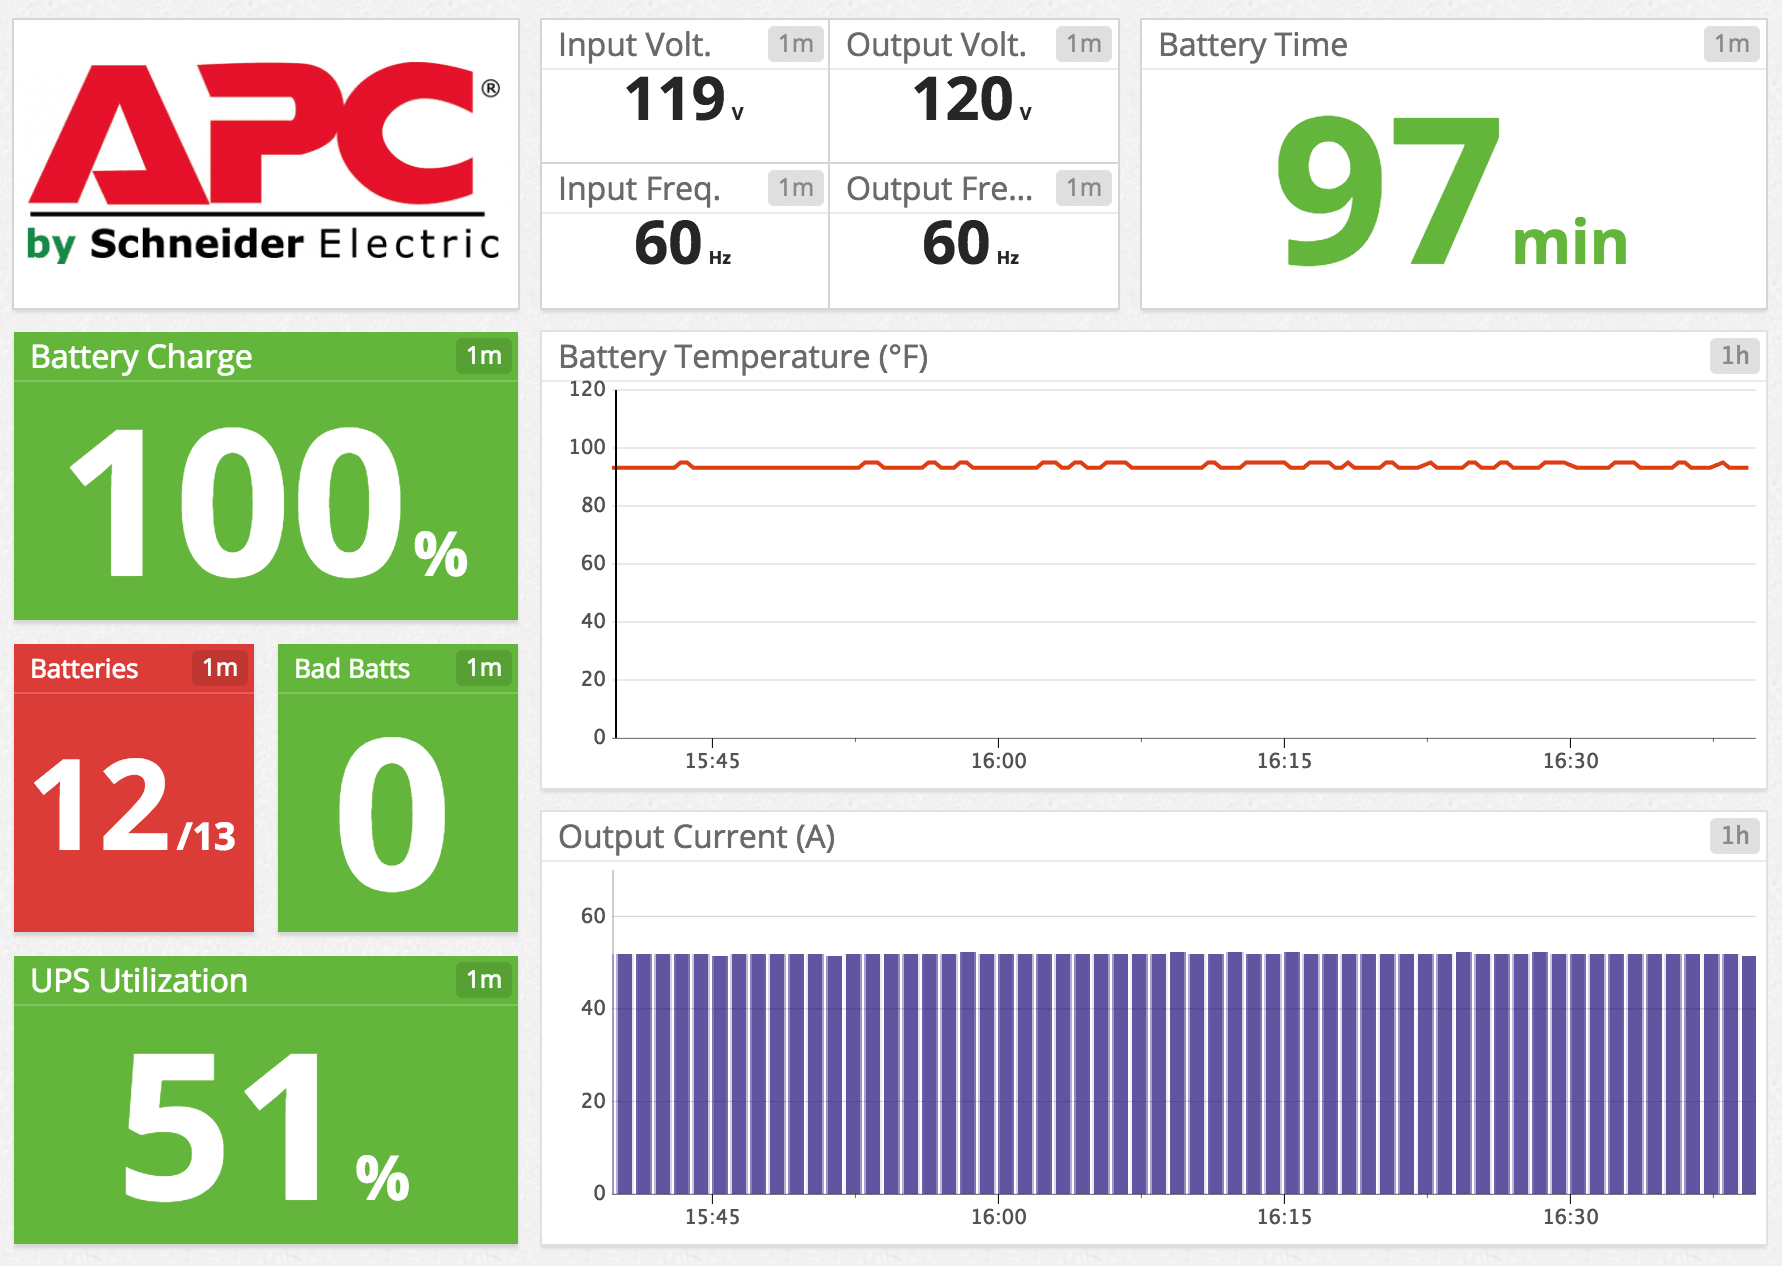 APC®
by Schneider Electric
Input Volt. 1m
119 V
Output Volt. 1m
120 V
Input Freq. 1m
60 Hz
Output Fre... 1m
60 Hz
Battery Time 1m
97 min
Battery Charge 1m
100 %
Battery Temperature (°F) 1h
120
100
80
60
40
20
0
15:45 16:00 16:15 16:30
Batteries 1m
12 /13
Bad Batts 1m
0
UPS Utilization 1m
51 %
Output Current (A) 1h
60
40
20
0
15:45 16:00 16:15 16:30